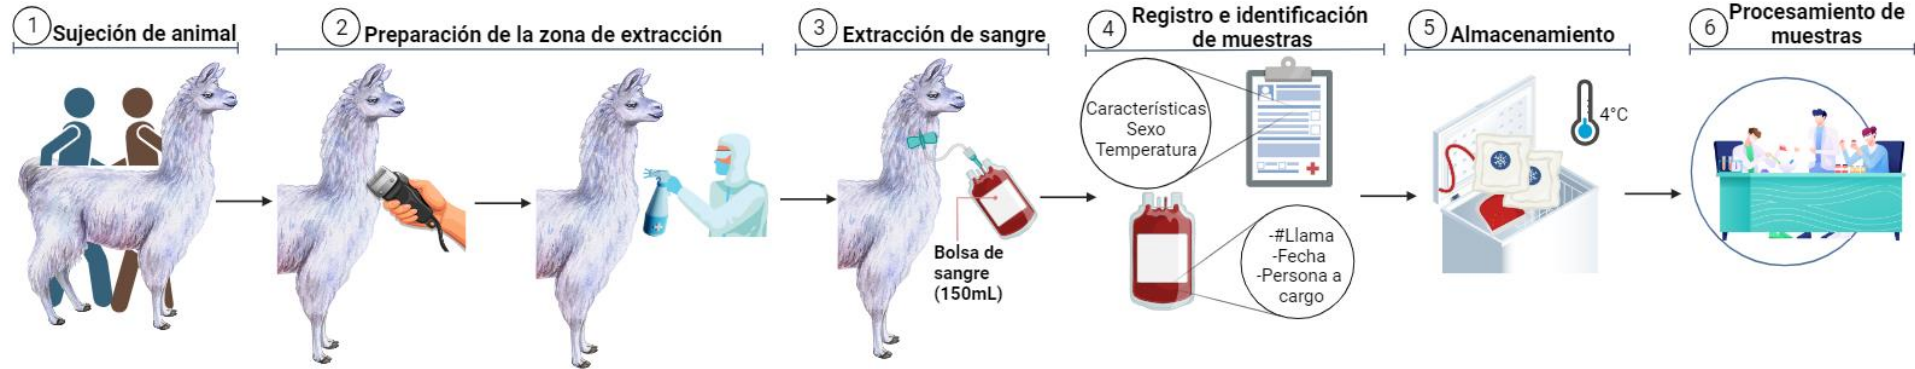 1 Sujeción de animal
2 Preparación de la zona de extracción
3 Extracción de sangre
Bolsa de
sangre
(150mL)
4 Registro e identificación
de muestras
Características
Sexo
Temperatura
-#Llama
-Fecha
-Persona a
cargo
5 Almacenamiento
4°C
6 Procesamiento de
muestras